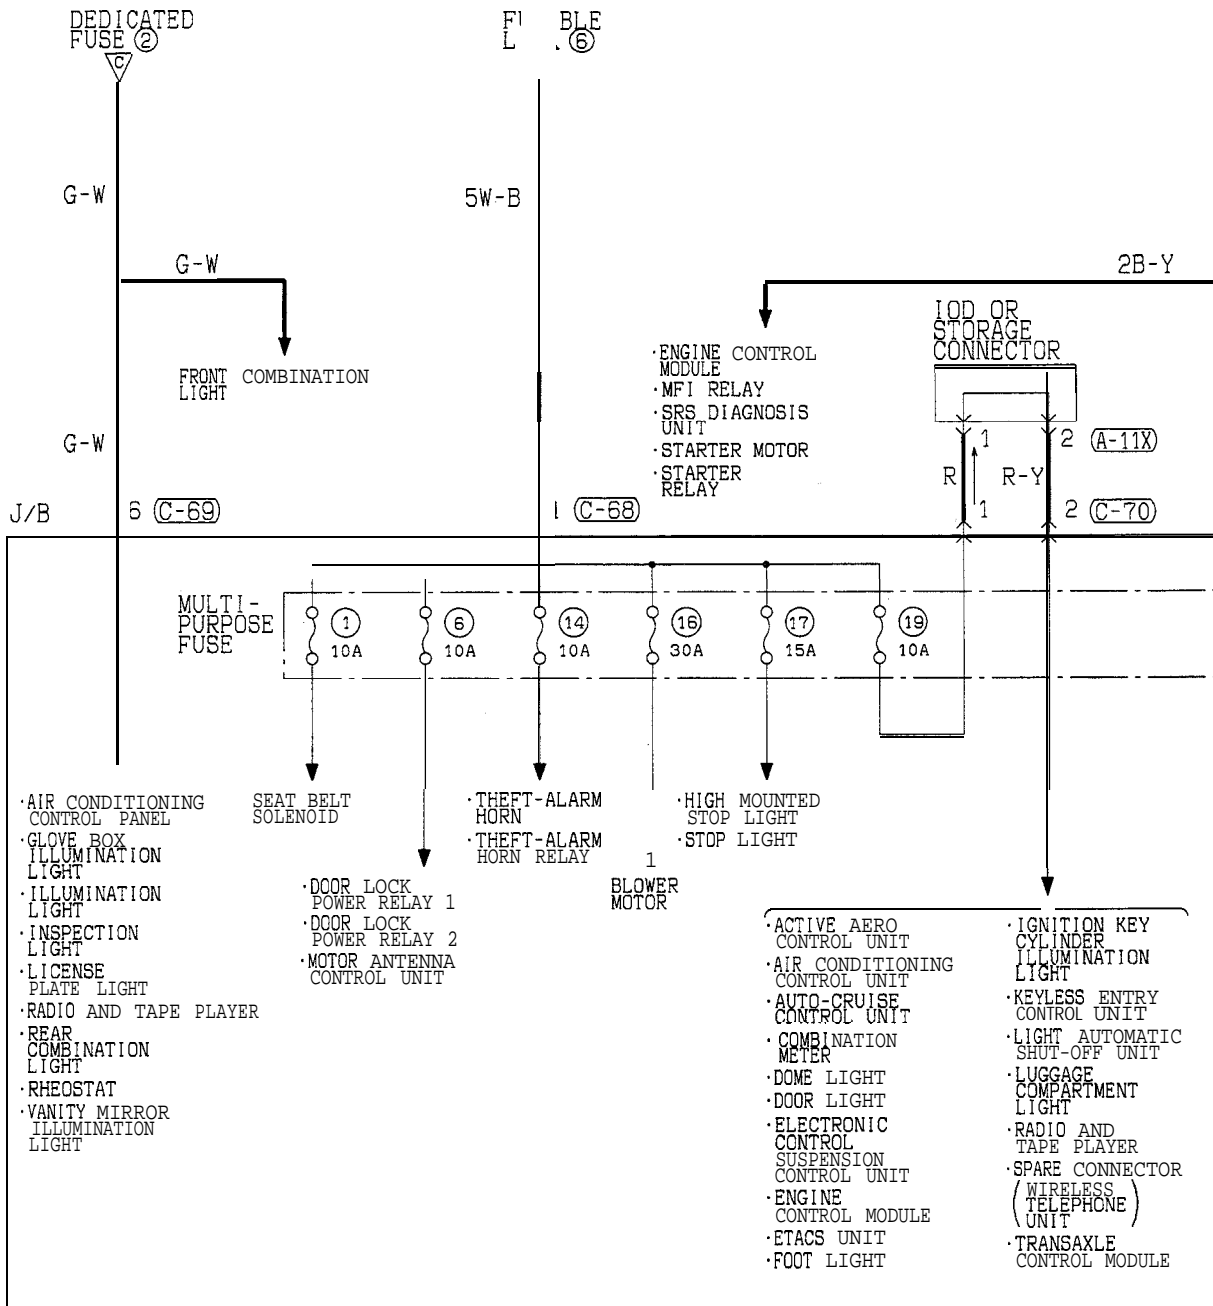 DEDICATED
FUSE ②
C
BLE
⑥
G-W
5W-B
G-W
2B-Y
IOD OR
STORAGE
CONNECTOR
·ENGINE CONTROL
MODULE
·MFI RELAY
·SRS DIAGNOSIS
UNIT
·STARTER MOTOR
·STARTER
RELAY
FRONT COMBINATION
LIGHT
G-W
1
2 (A-11X)
R
R-Y
J/B
6 (C-69)
1 (C-68)
1
2 (C-70)
MULTI-
PURPOSE
FUSE
① 10A
⑥ 10A
⑭ 10A
⑯ 30A
⑰ 15A
⑲ 10A
·AIR CONDITIONING
CONTROL PANEL
·GLOVE BOX
ILLUMINATION
LIGHT
·ILLUMINATION
LIGHT
·INSPECTION
LIGHT
·LICENSE
PLATE LIGHT
·RADIO AND TAPE PLAYER
·REAR
COMBINATION
LIGHT
·RHEOSTAT
·VANITY MIRROR
ILLUMINATION
LIGHT
SEAT BELT
SOLENOID
·DOOR LOCK
POWER RELAY 1
·DOOR LOCK
POWER RELAY 2
·MOTOR ANTENNA
CONTROL UNIT
·THEFT-ALARM
HORN
·THEFT-ALARM
HORN RELAY
1
BLOWER
MOTOR
·HIGH MOUNTED
STOP LIGHT
·STOP LIGHT
·ACTIVE AERO
CONTROL UNIT
·AIR CONDITIONING
CONTROL UNIT
·AUTO-CRUISE
CONTROL UNIT
·COMBINATION
METER
·DOME LIGHT
·DOOR LIGHT
·ELECTRONIC
CONTROL
SUSPENSION
CONTROL UNIT
·ENGINE
CONTROL MODULE
·ETACS UNIT
·FOOT LIGHT
·IGNITION KEY
CYLINDER
ILLUMINATION
LIGHT
·KEYLESS ENTRY
CONTROL UNIT
·LIGHT AUTOMATIC
SHUT-OFF UNIT
·LUGGAGE
COMPARTMENT
LIGHT
·RADIO AND
TAPE PLAYER
·SPARE CONNECTOR
(WIRELESS
TELEPHONE
UNIT)
·TRANSAXLE
CONTROL MODULE